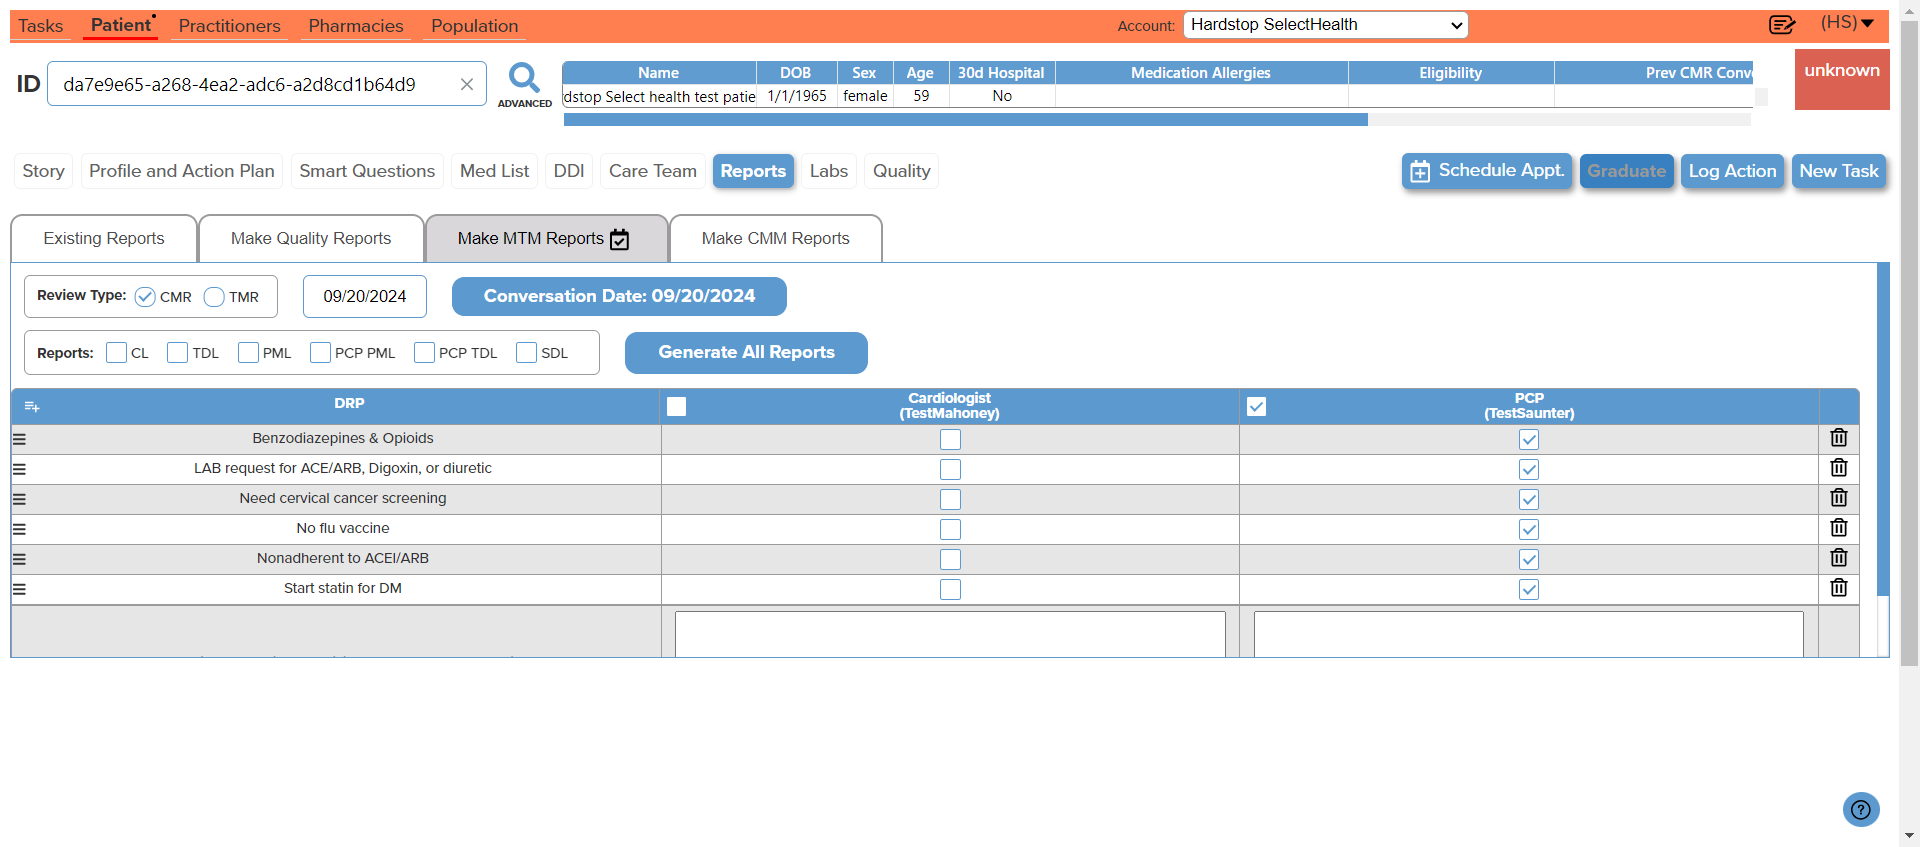 Tasks Patient Practitioners Pharmacies Population Account: Hardstop SelectHealth (HS)
ID da7e9e65-a268-4ea2-adc6-a2d8cd1b64d9 ADVANCED
Name DOB Sex Age 30d Hospital Medication Allergies Eligibility Prev CMR
dstop Select health test patie 1/1/1965 female 59 No
unknown
Story Profile and Action Plan Smart Questions Med List DDI Care Team Reports Labs Quality Schedule Appt. Graduate Log Action New Task
Existing Reports Make Quality Reports Make MTM Reports Make CMM Reports
Review Type: CMR TMR 09/20/2024 Conversation Date: 09/20/2024
Reports: CL TDL PML PCP PML PCP TDL SDL Generate All Reports
DRP Cardiologist PCP
(TestMahoney) (TestSaunter)
Benzodiazepines & Opioids
LAB request for ACE/ARB, Digoxin, or diuretic
Need cervical cancer screening
No flu vaccine
Nonadherent to ACEI/ARB
Start statin for DM